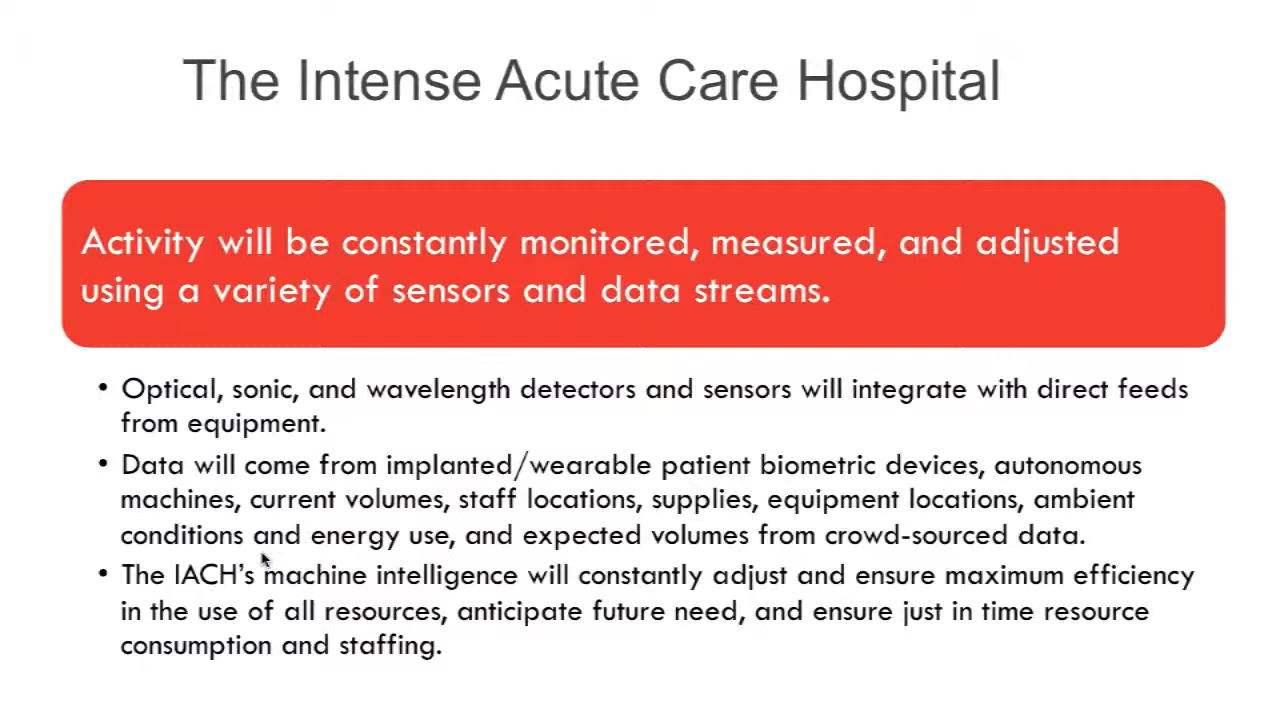 The Intense Acute Care Hospital
Activity will be constantly monitored, measured, and adjusted
using a variety of sensors and data streams.
• Optical, sonic, and wavelength detectors and sensors will integrate with direct feeds
from equipment.
• Data will come from implanted/wearable patient biometric devices, autonomous
machines, current volumes, staff locations, supplies, equipment locations, ambient
conditions and energy use, and expected volumes from crowd-sourced data.
• The IACH’s machine intelligence will constantly adjust and ensure maximum efficiency
in the use of all resources, anticipate future need, and ensure just in time resource
consumption and staffing.